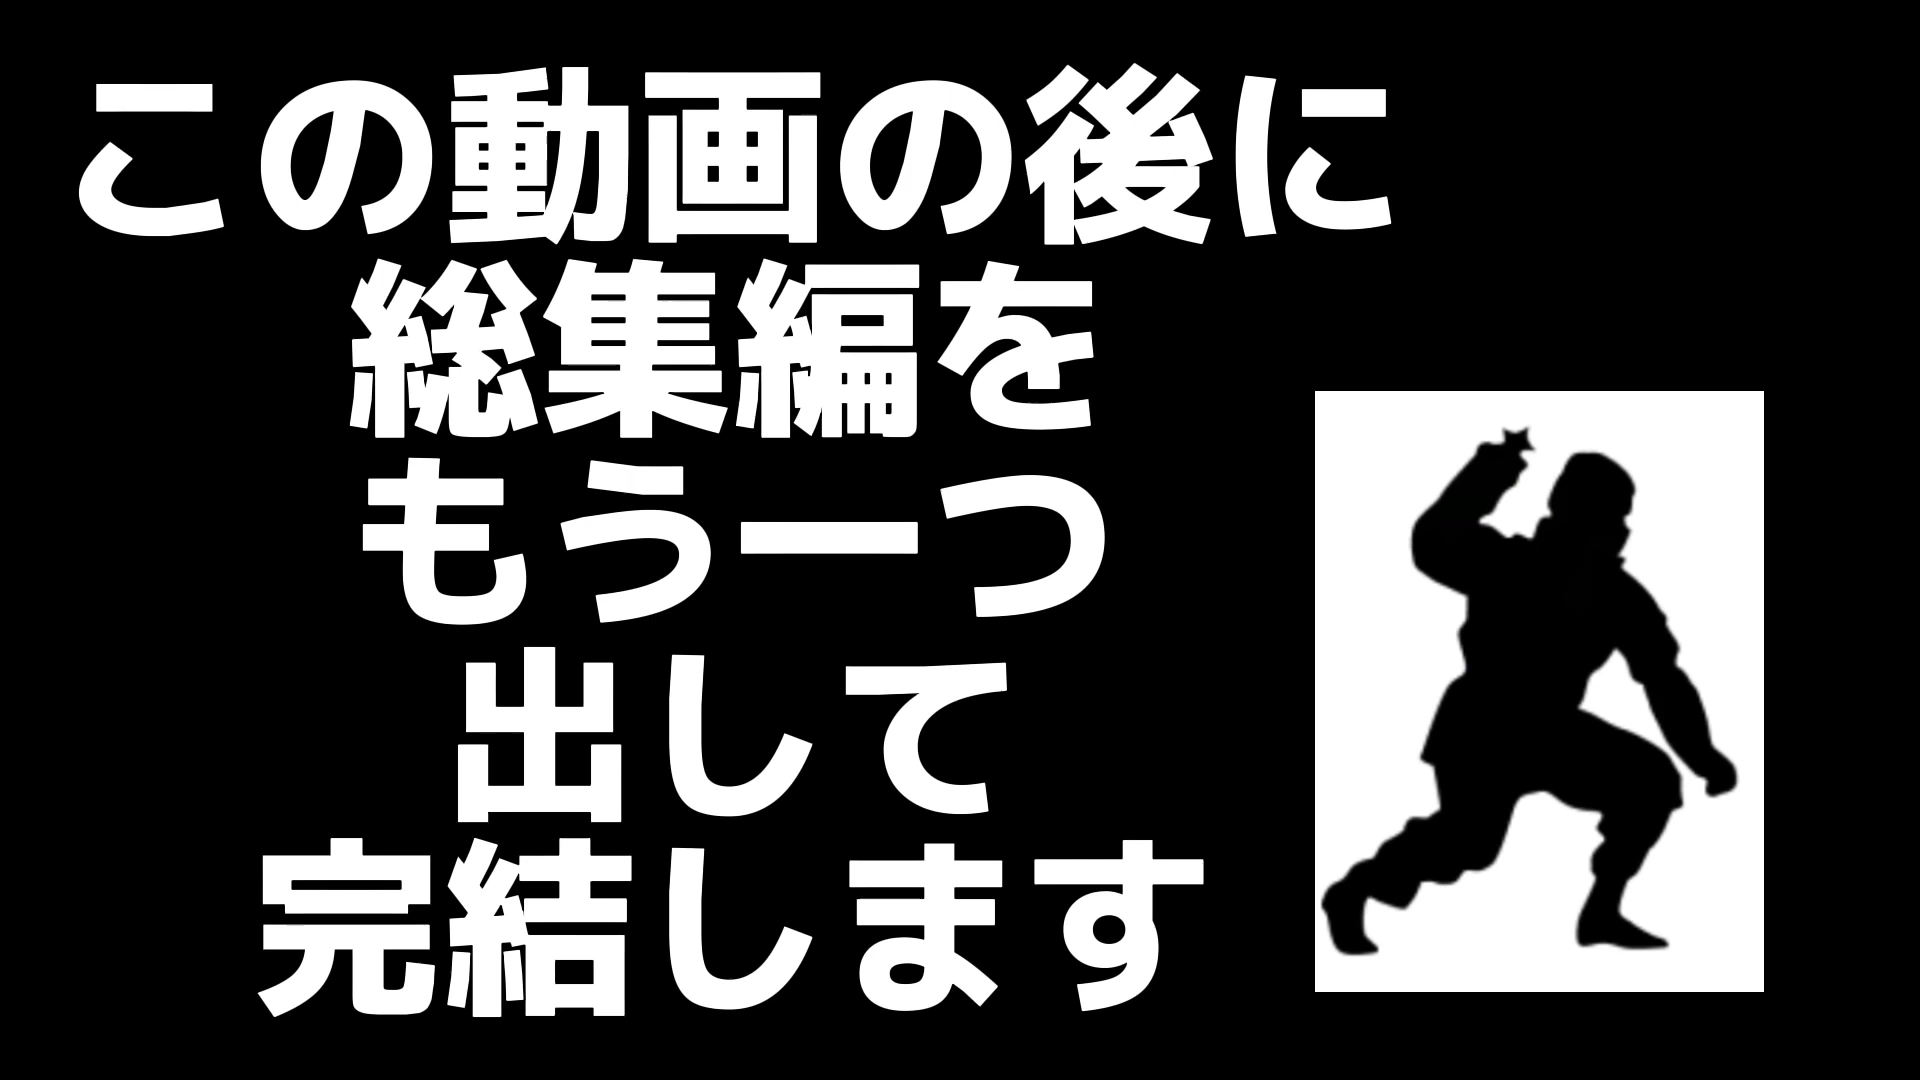 この動画の後に
総集編を
もう一つ
出して
完結します